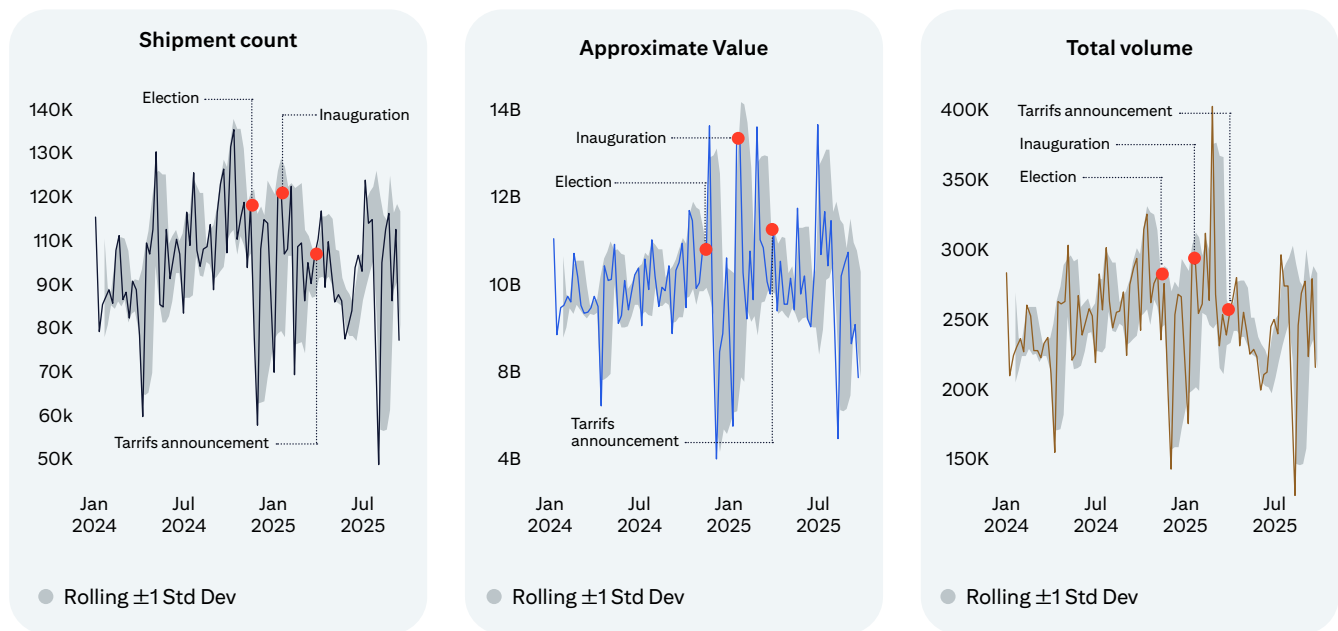 Shipment count
140K
130K
120K
110K
90K
80K
70K
60k
50K
Election
Inauguration
Tarrifs announcement
Jan
2024
Jul
2024
Jan
2025
Jul
2025
Rolling ±1 Std Dev
Approximate Value
14B
12B
10B
8B
4B
Inauguration
Election
Tarrifs
announcement
Jan
2024
Jul
2024
Jan
2025
Jul
2025
Rolling ±1 Std Dev
Total volume
400K
350K
300K
250K
200K
150K
Tarrifs announcement
Inauguration
Election
Jan
2024
Jul
2024
Jan
2025
Jul
2025
Rolling ±1 Std Dev